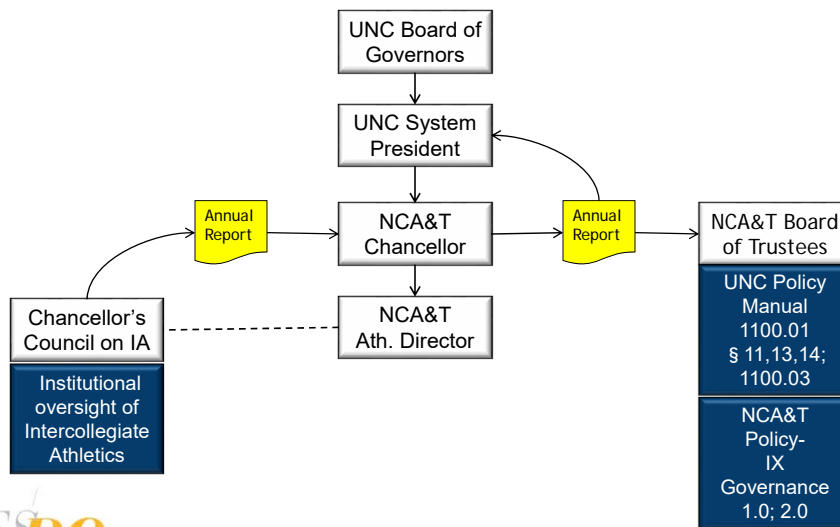 UNC Board of
Governors
UNC System
President
Annual
Report
NCA&T
Chancellor
Annual
Report
NCA&T Board
of Trustees
UNC Policy
Manual
1100.01
§ 11,13,14;
1100.03
Chancellor's
Council on IA
NCA&T
Ath. Director
Institutional
oversight of
Intercollegiate
Athletics
NCA&T
Policy-
IX
Governance
1.0; 2.0